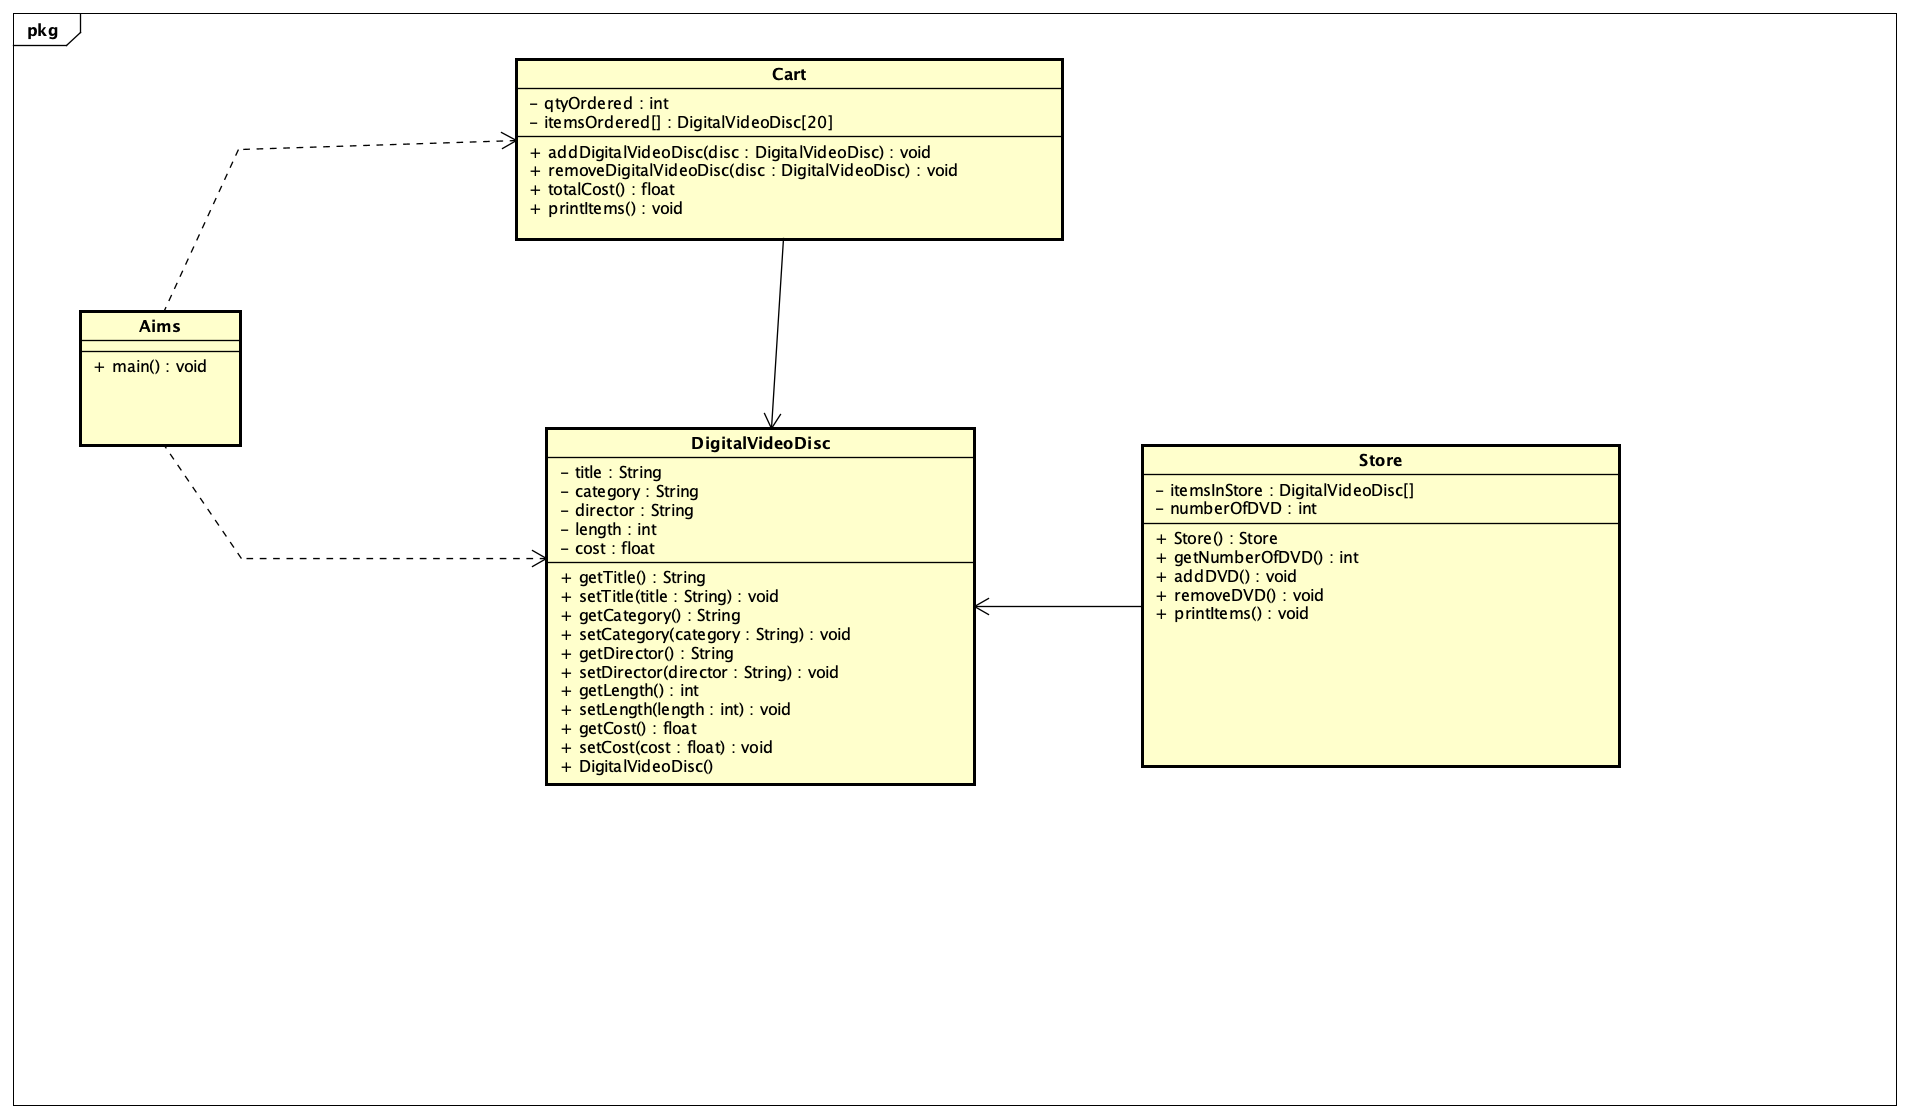 pkg
Cart
– qtyOrdered : int
– itemsOrdered[] : DigitalVideoDisc[20]
+ addDigitalVideoDisc(disc : DigitalVideoDisc) : void
+ removeDigitalVideoDisc(disc : DigitalVideoDisc) : void
+ totalCost() : float
+ printItems() : void
Aims
+ main() : void
DigitalVideoDisc
– title : String
– category : String
– director : String
– length : int
– cost : float
+ getTitle() : String
+ setTitle(title : String) : void
+ getCategory() : String
+ setCategory(category : String) : void
+ getDirector() : String
+ setDirector(director : String) : void
+ getLength() : int
+ setLength(length : int) : void
+ getCost() : float
+ setCost(cost : float) : void
+ DigitalVideoDisc()
Store
– itemsInStore : DigitalVideoDisc[]
– numberOfDVD : int
+ Store() : Store
+ getNumberOfDVD() : int
+ addDVD() : void
+ removeDVD() : void
+ printItems() : void